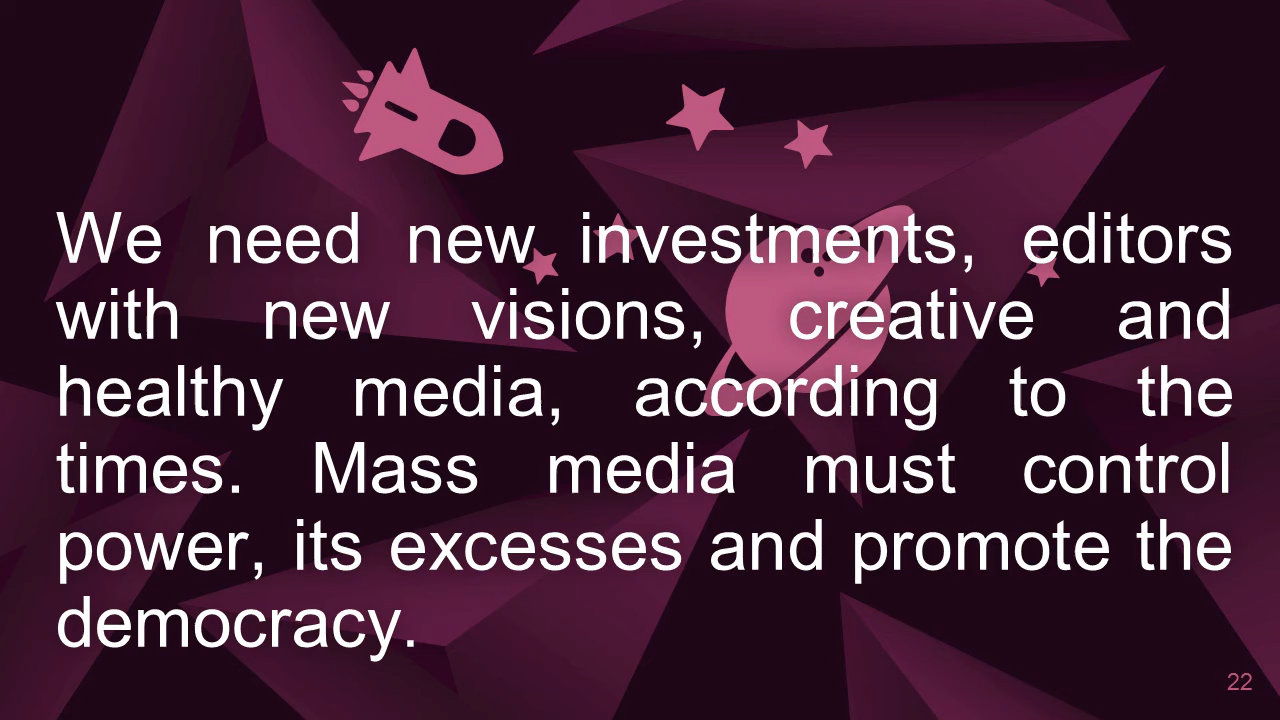 We need new investments, editors
with new visions, creative and
healthy media, according to the
times. Mass media must control
power, its excesses and promote the
democracy.
22